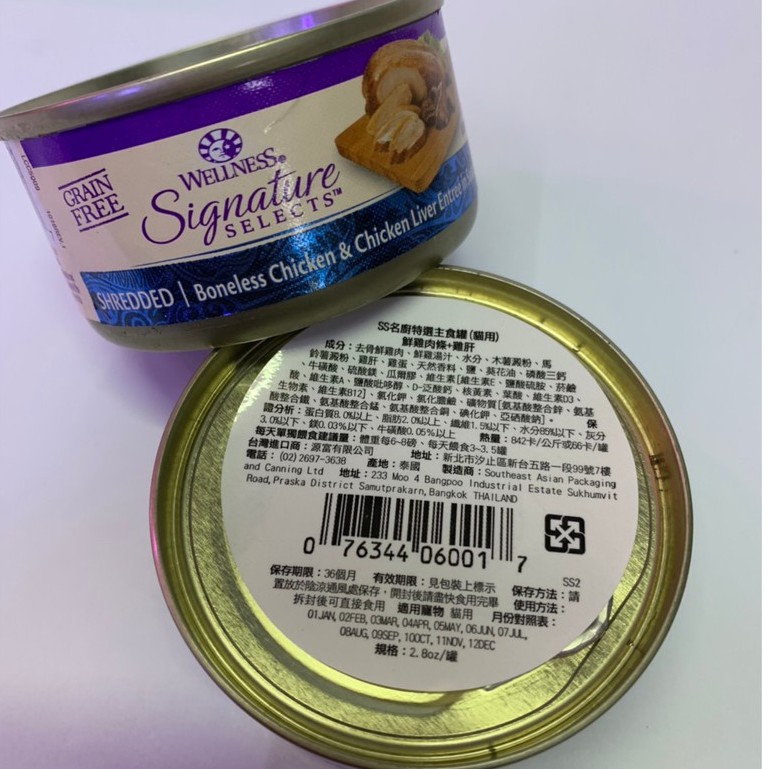 GRAIN
FREE
WELLNESS
Signature
SELECTS™
SHREDDED | Boneless Chicken & Chicken Liver Entrée in
SS名廚特選主食罐(貓用)
鮮雞肉條+雞肝
成分:去骨鮮雞肉、鮮雞湯汁、水分、木薯澱粉、馬
鈴薯澱粉、雞肝、雞蛋、天然香料、鹽、葵花油、磷酸三鈣
、牛磺酸、硫酸鎂、瓜爾膠、維生素[維生素E、鹽酸硫胺、菸鹼
酸、維生素A、鹽酸吡哆醇、D-泛酸鈣、核黃素、葉酸、維生素D3、
生物素、維生素B12]、氯化鉀、氯化膽鹼、礦物質[氨基酸整合鋅、氨基
酸整合鐵、氨基酸整合錳、氨基酸整合銅、碘化鉀、亞硒酸鈉]。 保
證分析:蛋白質8.0%以上、脂肪2.0%以上、纖維1.5%以下、水分85%以下、灰分
3.0%以下、鎂0.03%以下、牛磺酸0.05%以上 熱量:842卡/公斤或66卡/罐
每天單獨餵食建議量:體重每6~8磅、每天餵食3~3.5罐
台灣進口商:源富有限公司 地址:新北市汐止區新台五路一段99號7樓
電話:(02)2697-3638 產地:泰國 製造商:Southeast Asian Packaging
and Canning Ltd 地址:233 Moo 4 Bangpoo Industrial Estate Sukhumvit
Road,Praska District Samutprakarn,Bangkok THAILAND
0 76344 06001 7
SS2
保存期限:36個月 有效期限:見包裝上標示 保存方法:請
置放於陰涼通風處保存,開封後請盡快食用完畢 使用方法:
拆封後可直接食用 適用寵物 貓用 月份對照表:
01JAN, 02FEB, 03MAR, 04APR, 05MAY, 06JUN, 07JUL,
08AUG, 09SEP, 10OCT, 11NOV, 12DEC
規格:2.8oz/罐